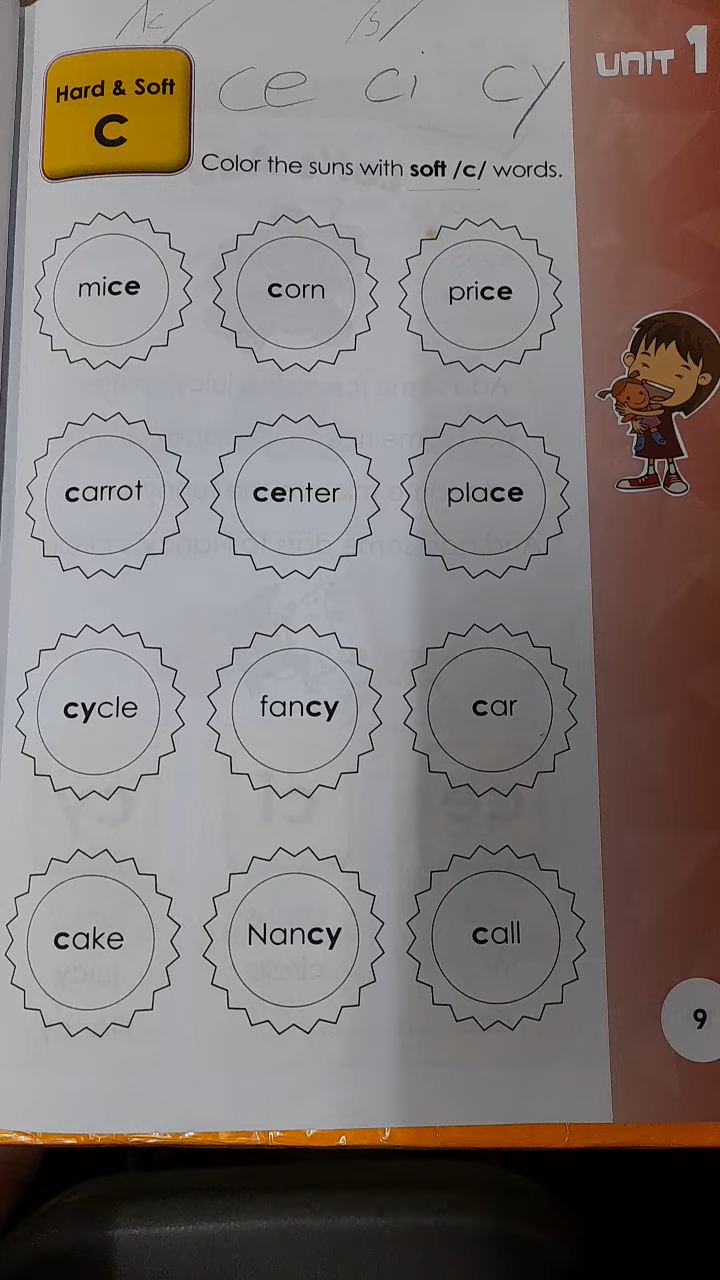 /k/ /s/
ce ci cy
UNIT 1
Hard & Soft
C
Color the suns with soft /c/ words.
mice corn price
carrot center place
cycle fancy car
cake Nancy call
9